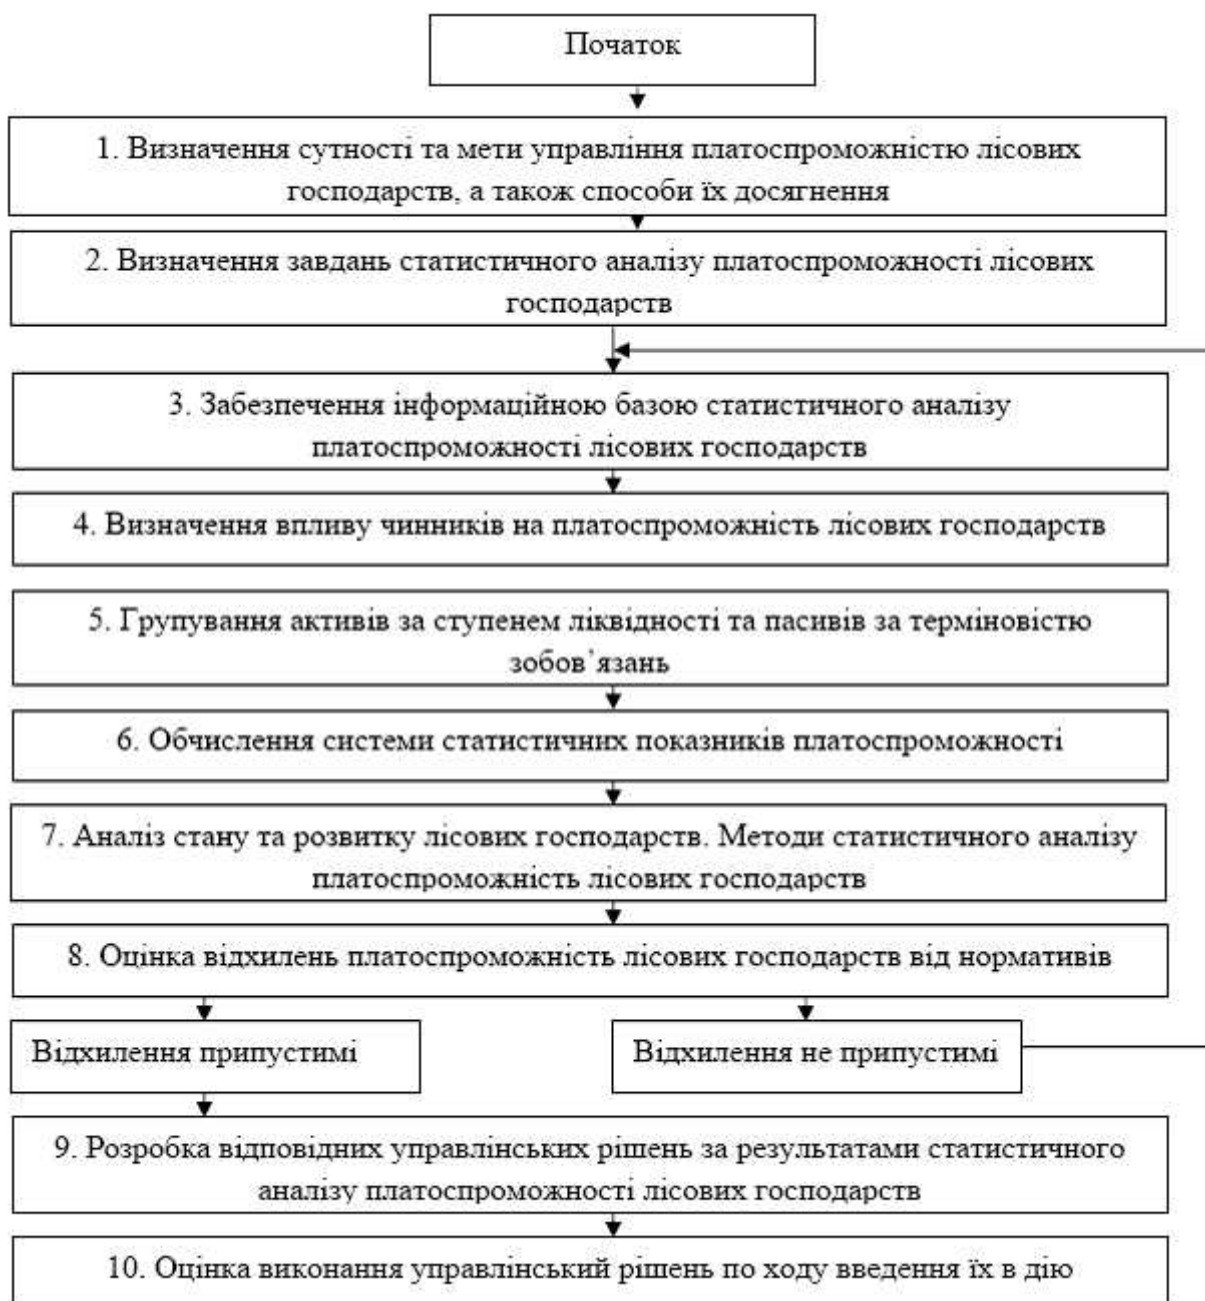 Початок
1. Визначення сутності та мети управління платоспроможністю лісових
господарств, а також способи їх досягнення
2. Визначення завдань статистичного аналізу платоспроможності лісових
господарств
3. Забезпечення інформаційною базою статистичного аналізу
платоспроможності лісових господарств
4. Визначення впливу чинників на платоспроможність лісових господарств
5. Групування активів за ступенем ліквідності та пасивів за терміновістю
зобов’язань
6. Обчислення системи статистичних показників платоспроможності
7. Аналіз стану та розвитку лісових господарств. Методи статистичного аналізу
платоспроможність лісових господарств
8. Оцінка відхилень платоспроможність лісових господарств від нормативів
Відхилення припустимі
Відхилення не припустимі
9. Розробка відповідних управлінських рішень за результатами статистичного
аналізу платоспроможності лісових господарств
10. Оцінка виконання управлінський рішень по ходу введення їх в дію